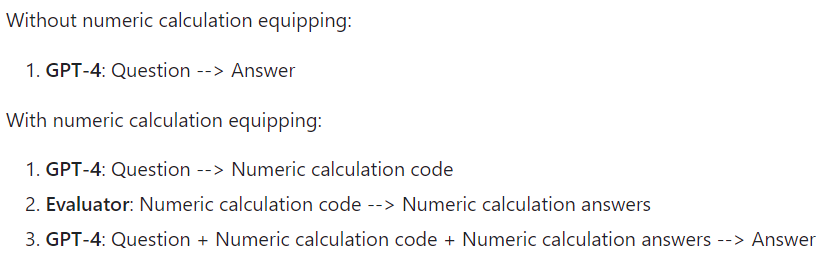 Without numeric calculation equipping:
1. GPT-4: Question --> Answer
With numeric calculation equipping:
1. GPT-4: Question --> Numeric calculation code
2. Evaluator: Numeric calculation code --> Numeric calculation answers
3. GPT-4: Question + Numeric calculation code + Numeric calculation answers --> Answer